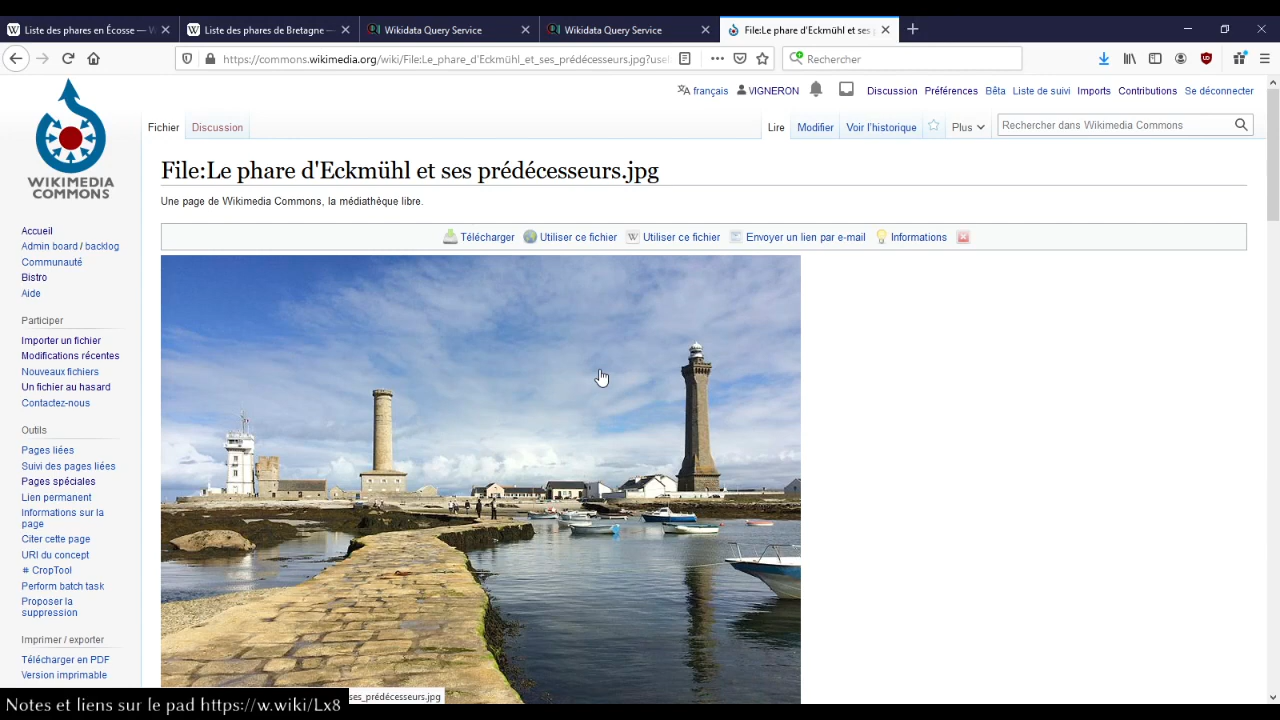 Liste des phares en Écosse — W
Liste des phares de Bretagne —
Wikidata Query Service
Wikidata Query Service
File:Le phare d'Eckmühl et ses
https://commons.wikimedia.org/wiki/File:Le_phare_d'Eckmühl_et_ses_prédécesseurs.jpg?usel
Rechercher
français
VIGNERON
Discussion
Préférences
Bêta
Liste de suivi
Imports
Contributions
Se déconnecter
Fichier
Discussion
Lire
Modifier
Voir l'historique
Plus
Rechercher dans Wikimedia Commons
WIKIMEDIA
COMMONS
File:Le phare d'Eckmühl et ses prédécesseurs.jpg
Une page de Wikimedia Commons, la médiathèque libre.
Télécharger
Utiliser ce fichier
W Utiliser ce fichier
Envoyer un lien par e-mail
Informations
Accueil
Admin board / backlog
Communauté
Bistro
Aide
Participer
Importer un fichier
Modifications récentes
Nouveaux fichiers
Un fichier au hasard
Contactez-nous
Outils
Pages liées
Suivi des pages liées
Pages spéciales
Lien permanent
Informations sur la
page
Citer cette page
URI du concept
# CropTool
Perform batch task
Proposer la
suppression
Imprimer / exporter
Télécharger en PDF
Version imprimable
ses_prédécesseurs.jpg
Notes et liens sur le pad https://w.wiki/Lx8